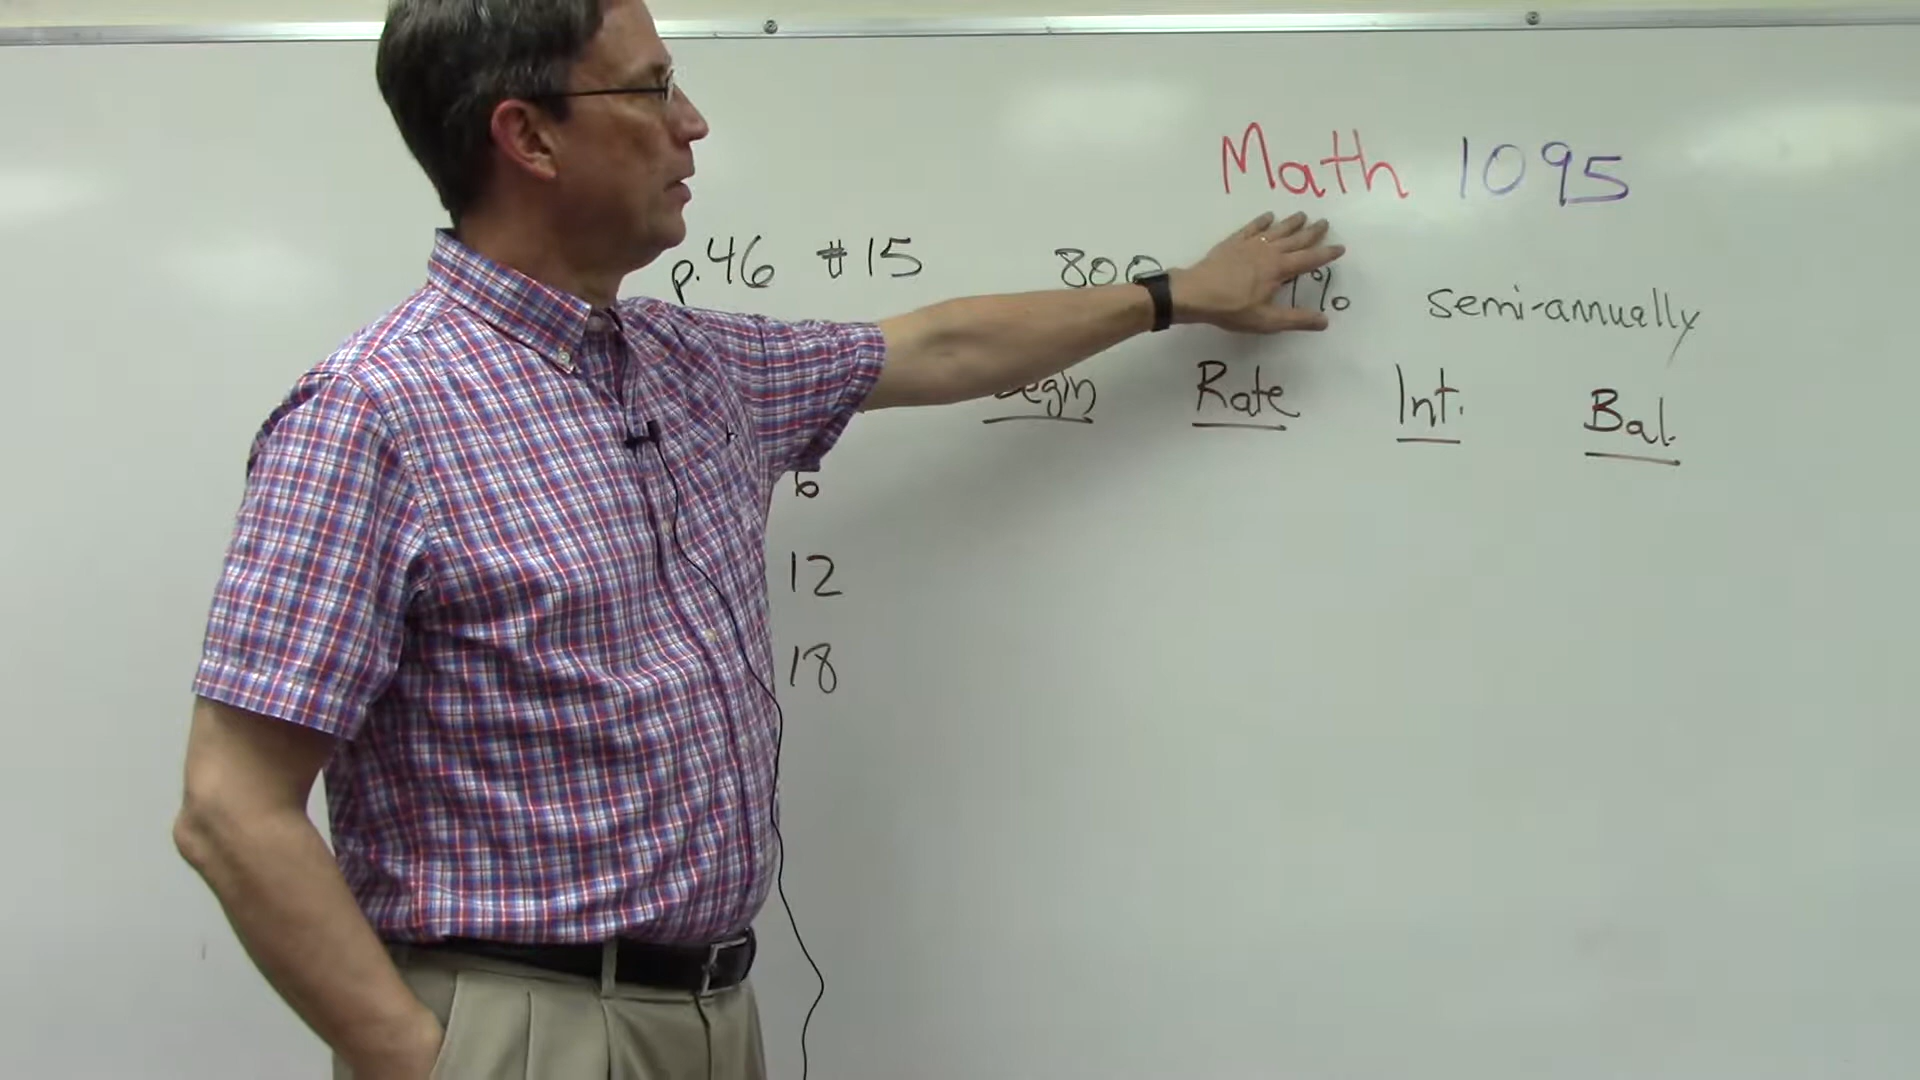 Math 1095
p.46 #15 800 % semi-annually
Begin Rate Int. Bal.
6
12
18